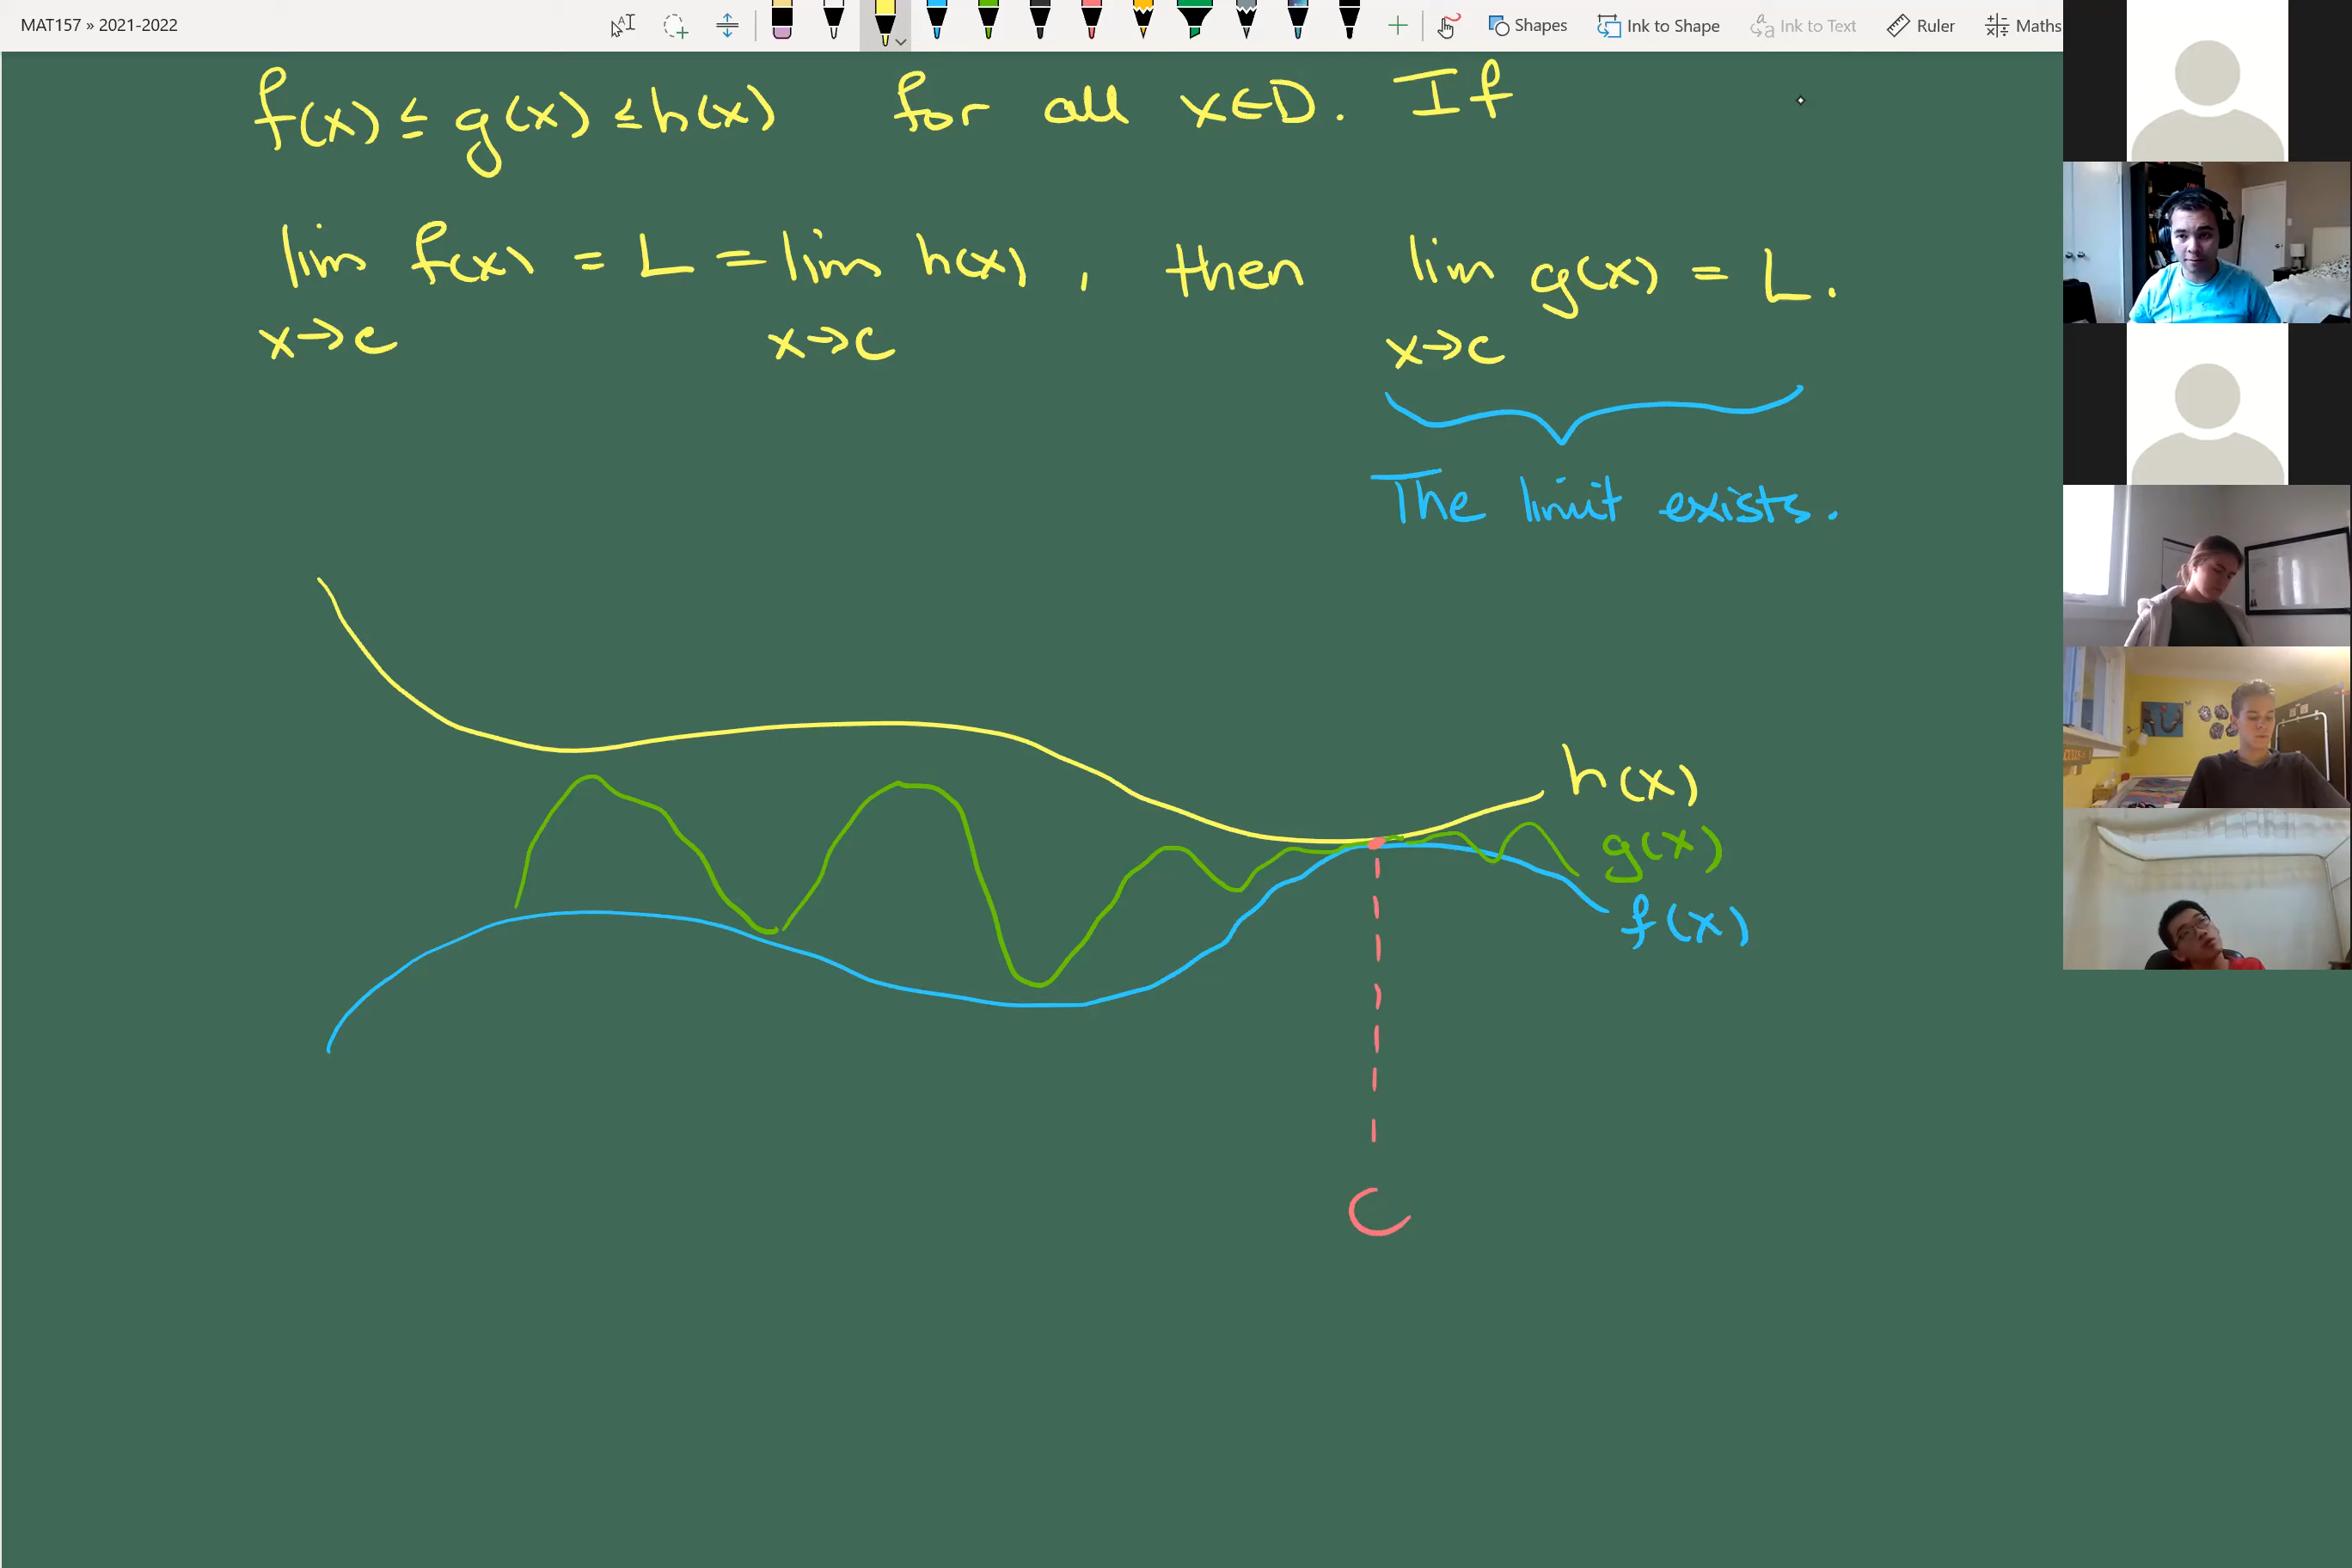 MAT157 » 2021-2022
Shapes Ink to Shape Ink to Text Ruler Maths
f(x) ≤ g(x) ≤ h(x) for all x∈D. If
lim f(x) = L = lim h(x), then lim g(x) = L.
x→c x→c x→c
The limit exists.
h(x)
g(x)
f(x)
C